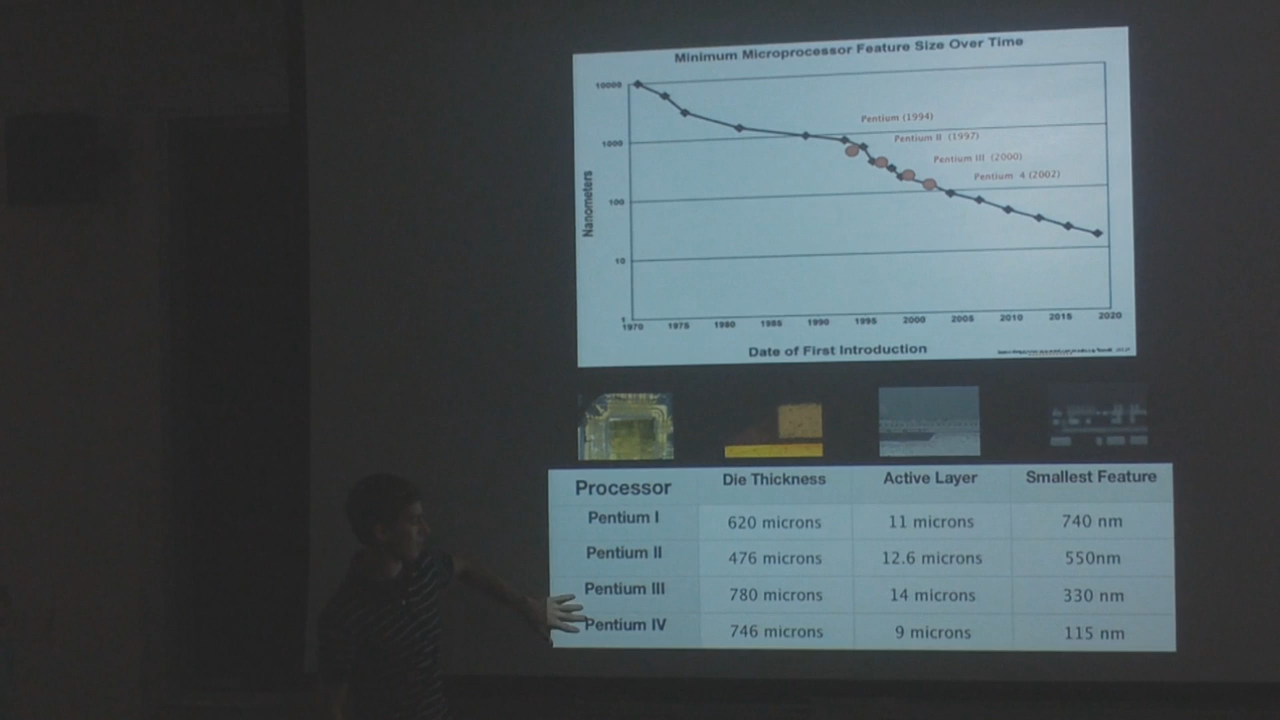 Minimum Microprocessor Feature Size Over Time
10000
1000
100
10
1
Nanometers
Pentium (1994)
Pentium II (1997)
Pentium III (2000)
Pentium 4 (2002)
1970 1975 1980 1985 1990 1995 2000 2005 2010 2015 2020
Date of First Introduction
Processor Die Thickness Active Layer Smallest Feature
Pentium I 620 microns 11 microns 740 nm
Pentium II 476 microns 12.6 microns 550nm
Pentium III 780 microns 14 microns 330 nm
Pentium IV 746 microns 9 microns 115 nm